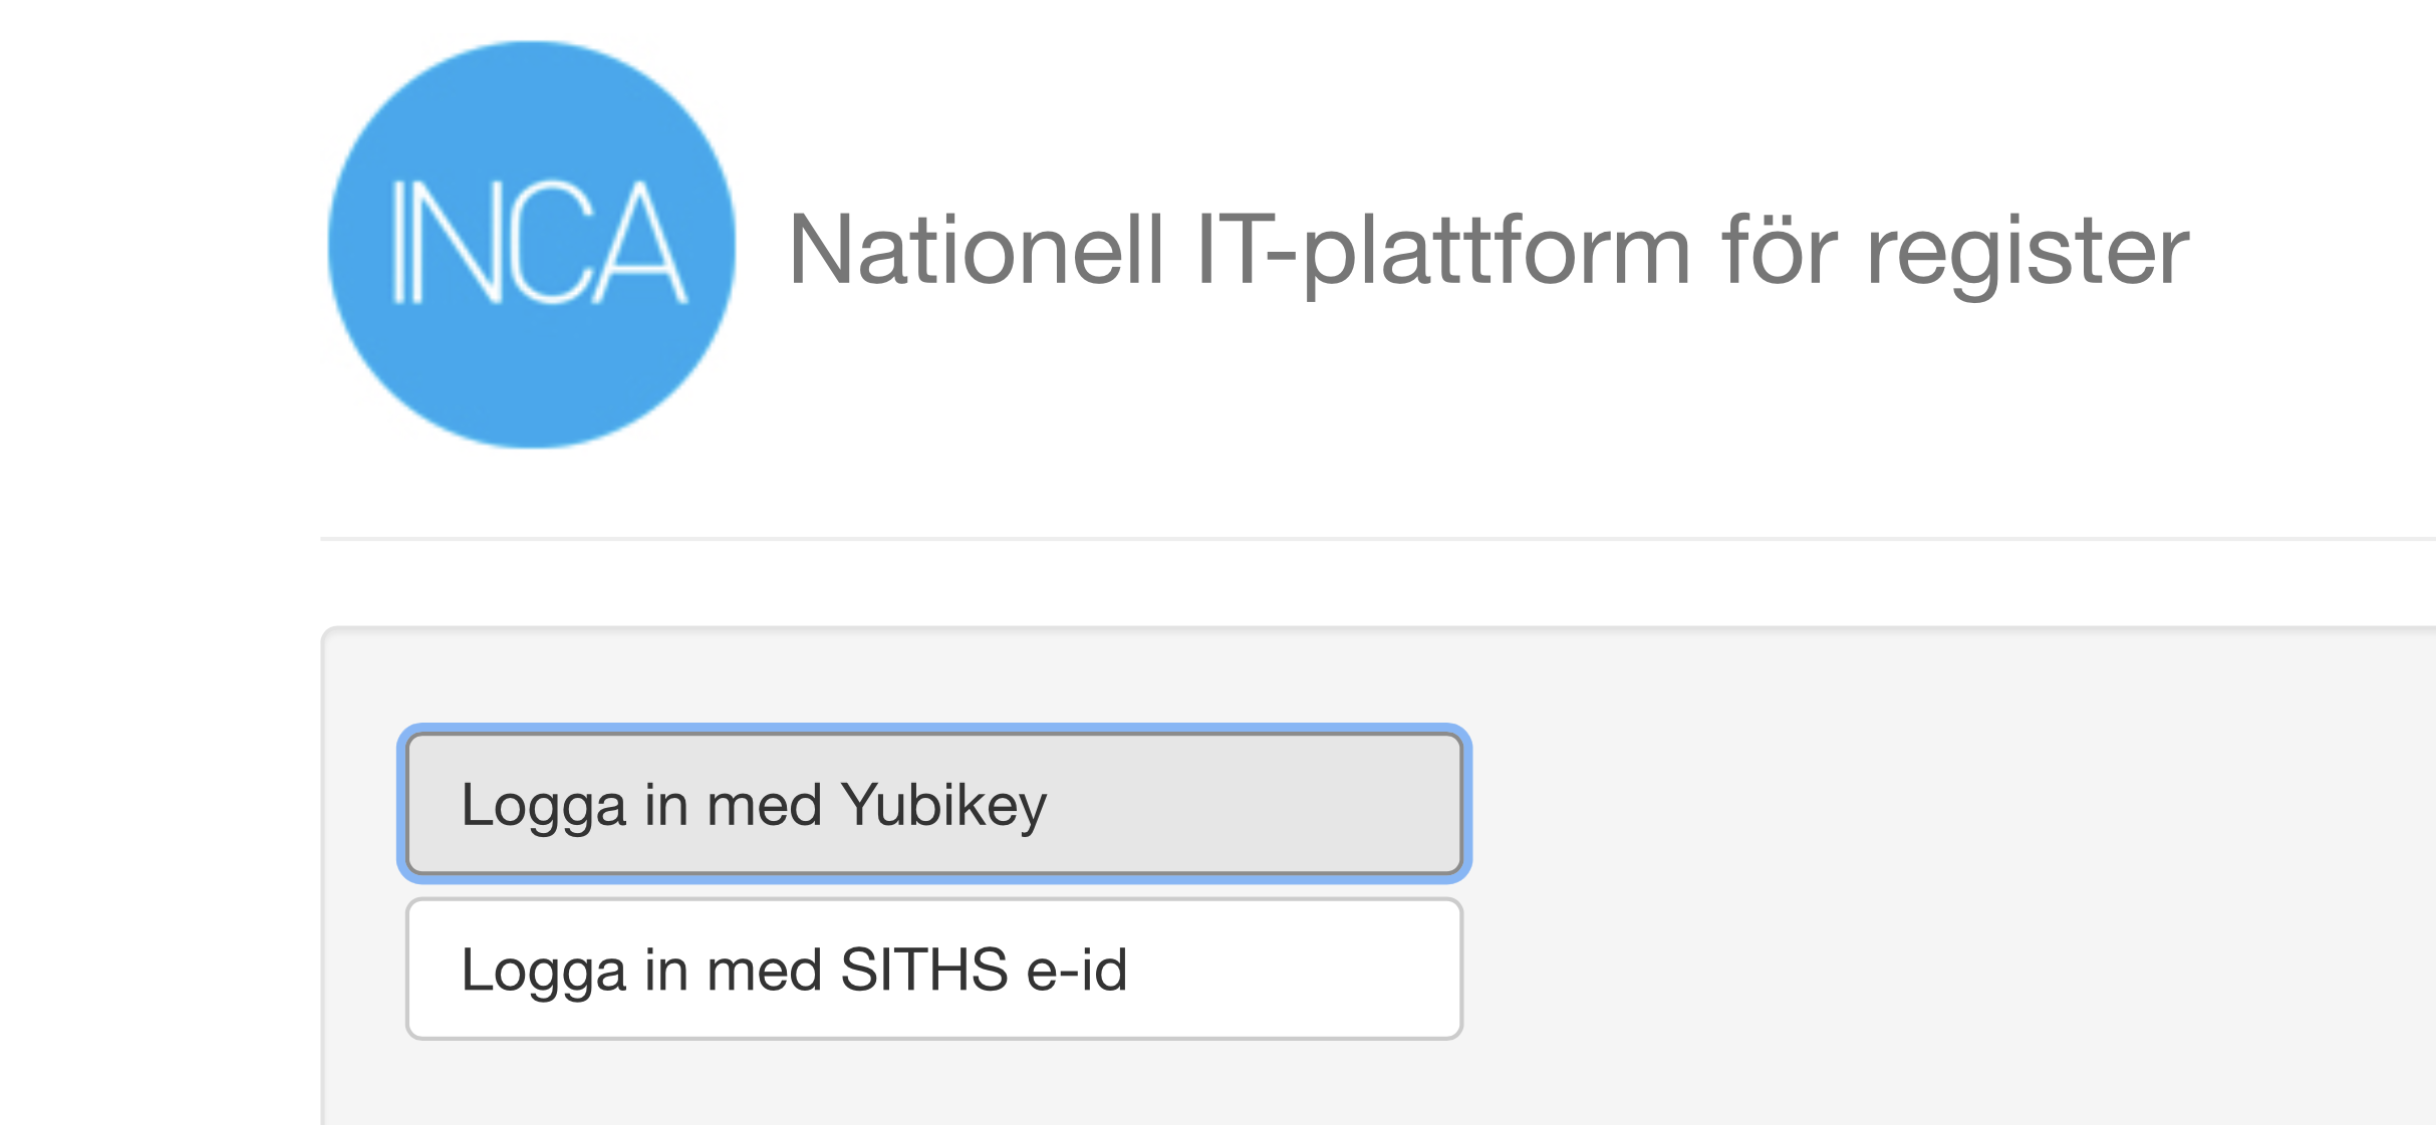 INCA
Nationell IT-plattform för register
Logga in med Yubikey
Logga in med SITHS e-id